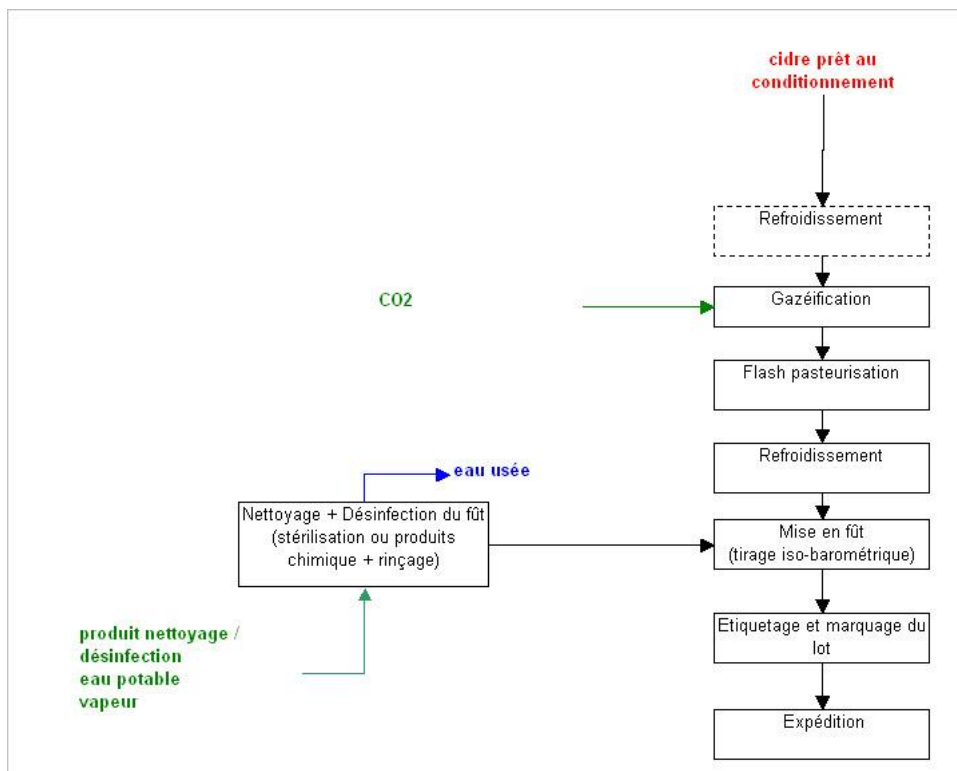 cidre prêt au
conditionnement
Refroidissement
CO2
Gazéification
Flash pasteurisation
Refroidissement
eau usée
Nettoyage + Désinfection du fût
(stérilisation ou produits
chimique + rinçage)
Mise en fût
(tirage iso-barométrique)
produit nettoyage /
désinfection
eau potable
vapeur
Etiquetage et marquage du
lot
Expédition